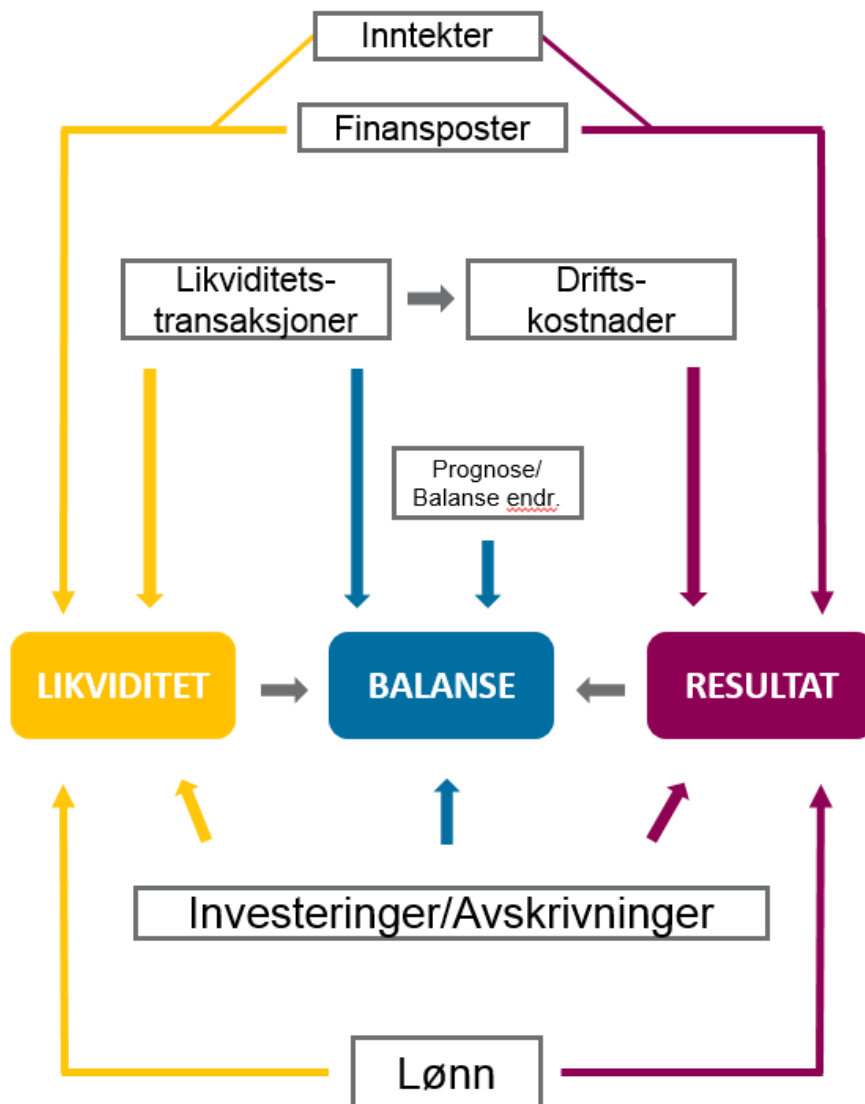 Inntekter
Finansposter
Likviditets-
transaksjoner
Drifts-
kostnader
Prognose/
Balanse endr.
LIKVIDITET
BALANSE
RESULTAT
Investeringer/Avskrivninger
Lønn